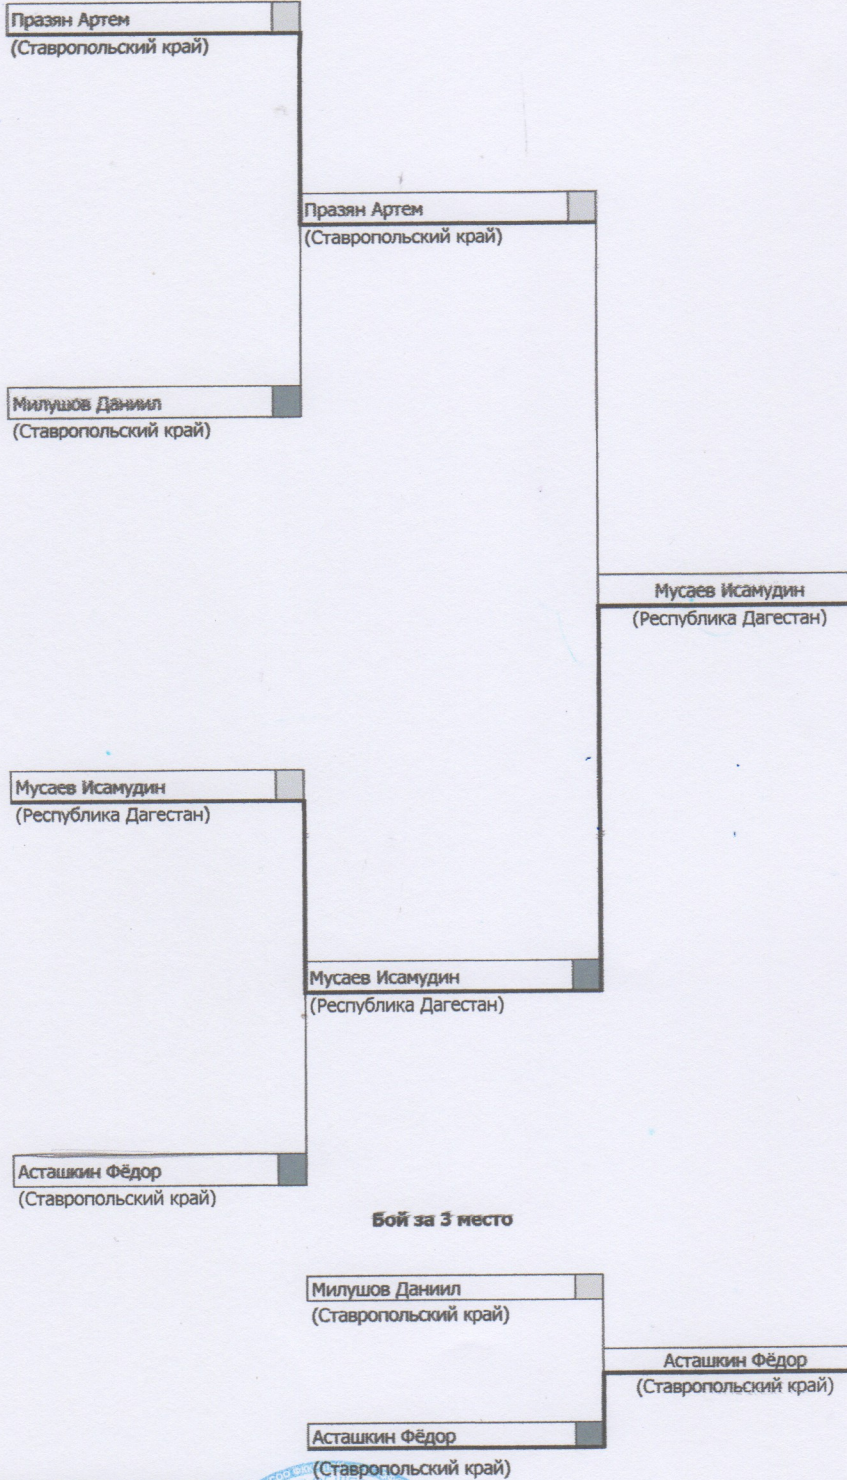 Празян Артем
(Ставропольский край)
Празян Артем
(Ставропольский край)
Милушов Даниил
(Ставропольский край)
Мусаев Исамудин
(Республика Дагестан)
Мусаев Исамудин
(Республика Дагестан)
Мусаев Исамудин
(Республика Дагестан)
Асташкин Фёдор
(Ставропольский край)
Бой за 3 место
Милушов Даниил
(Ставропольский край)
Асташкин Фёдор
(Ставропольский край)
Асташкин Фёдор
(Ставропольский край)